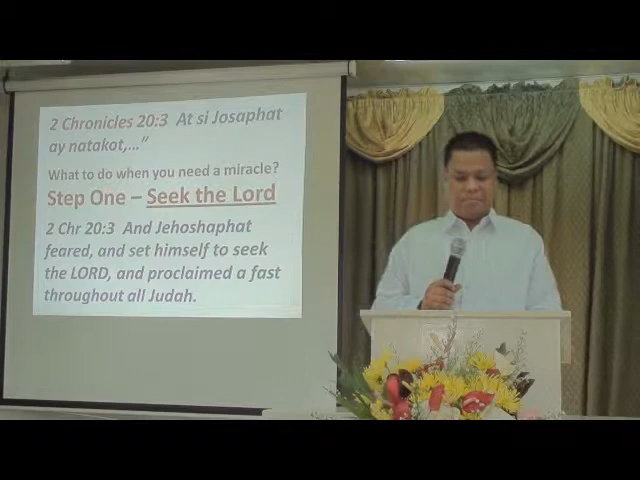 2 Chronicles 20:3 At si Josaphat
ay natakot,..."
What to do when you need a miracle?
Step One – Seek the Lord
2 Chr 20:3 And Jehoshaphat
feared, and set himself to seek
the LORD, and proclaimed a fast
throughout all Judah.